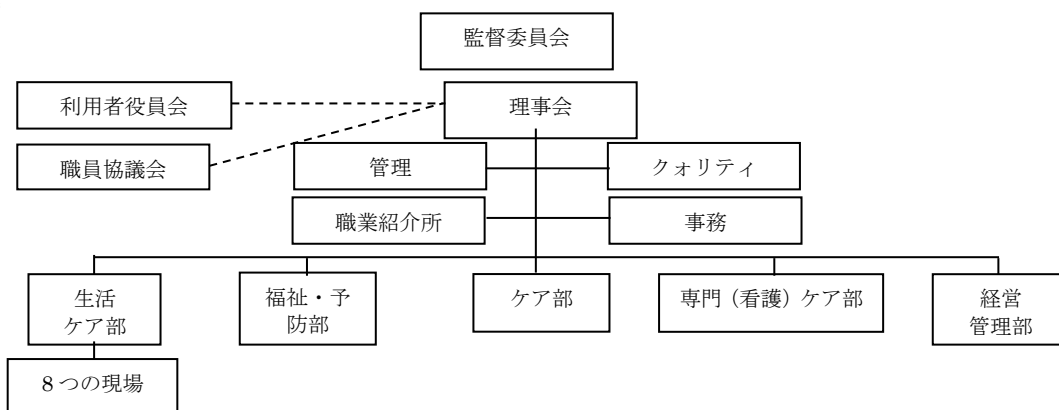 監督委員会
利用者役員会
理事会
職員協議会
管理
クォリティ
職業紹介所
事務
生活
ケア部
福祉・予
防部
ケア部
専門（看護）ケア部
経営
管理部
8つの現場